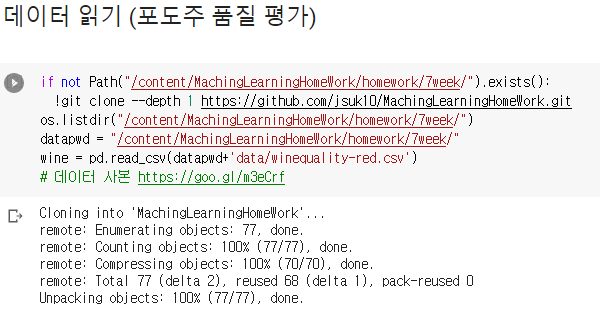 데이터 읽기 (포도주 품질 평가)
if not Path("/content/MachingLearningHomeWork/homework/7week/").exists():
!git clone --depth 1 https://github.com/jsuk10/MachingLearningHomeWork.git
os.listdir("/content/MachingLearningHomeWork/homework/7week/")
datapwd = "/content/MachingLearningHomeWork/homework/7week/"
wine = pd.read_csv(datapwd+'data/winequality-red.csv')
# 데이터 사본 https://goo.gl/m3eCrf
Cloning into 'MachingLearningHomeWork'...
remote: Enumerating objects: 77, done.
remote: Counting objects: 100% (77/77), done.
remote: Compressing objects: 100% (70/70), done.
remote: Total 77 (delta 2), reused 68 (delta 1), pack-reused 0
Unpacking objects: 100% (77/77), done.